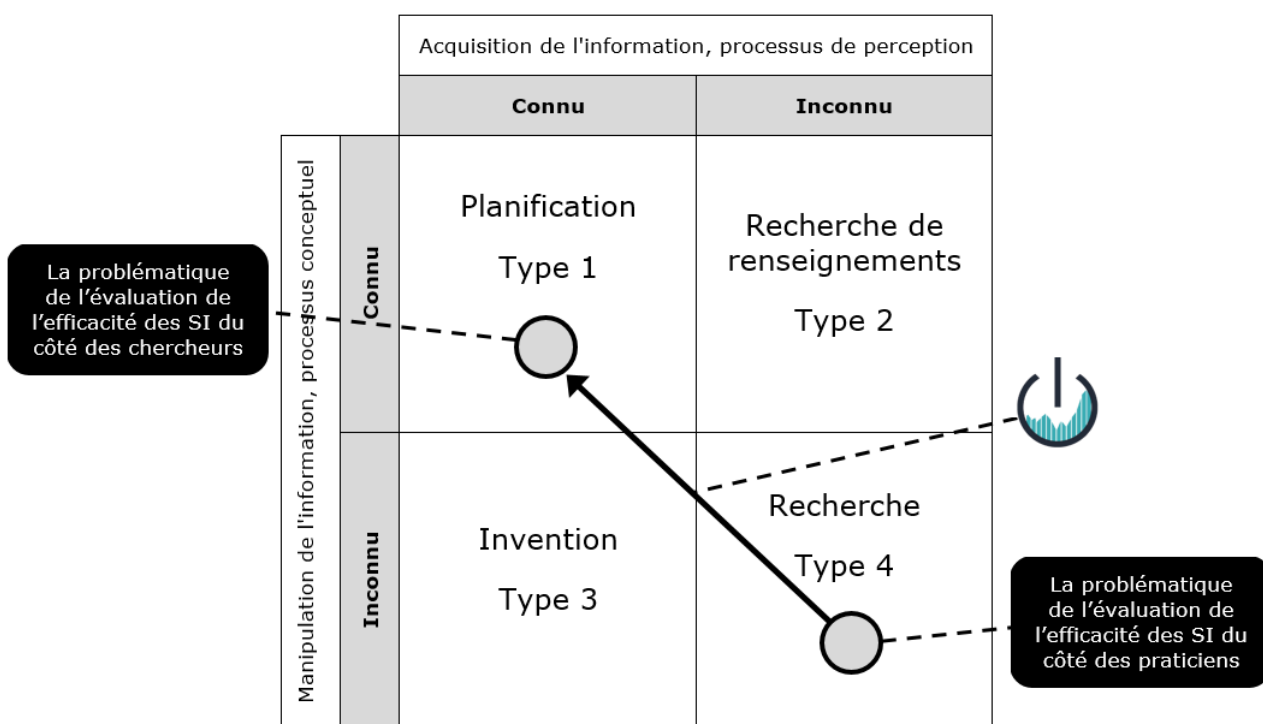 Acquisition de l'information, processus de perception
Connu
Inconnu
Manipulation de l'information, processus conceptuel
Connu
Planification
Type 1
Recherche de
renseignements
Type 2
La problématique
de l’évaluation de
l’efficacité des SI du
côté des chercheurs
Inconnu
Invention
Type 3
Recherche
Type 4
La problématique
de l’évaluation de
l’efficacité des SI du
côté des praticiens